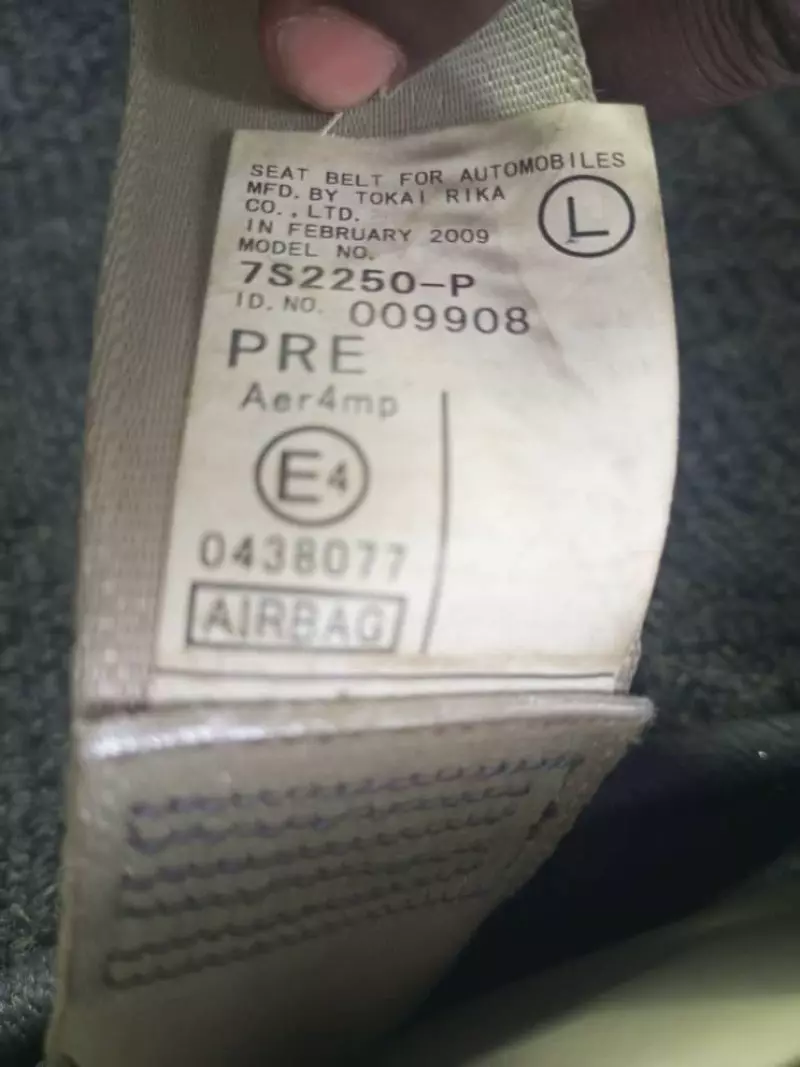 SEAT BELT FOR AUTOMOBILES
MFD. BY TOKAI RIKA
CO., LTD.
L
IN FEBRUARY 2009
MODEL NO.
7S2250-P
ID. NO. 009908
PRE
Aer4mp
E4
0438077
AIRBAG